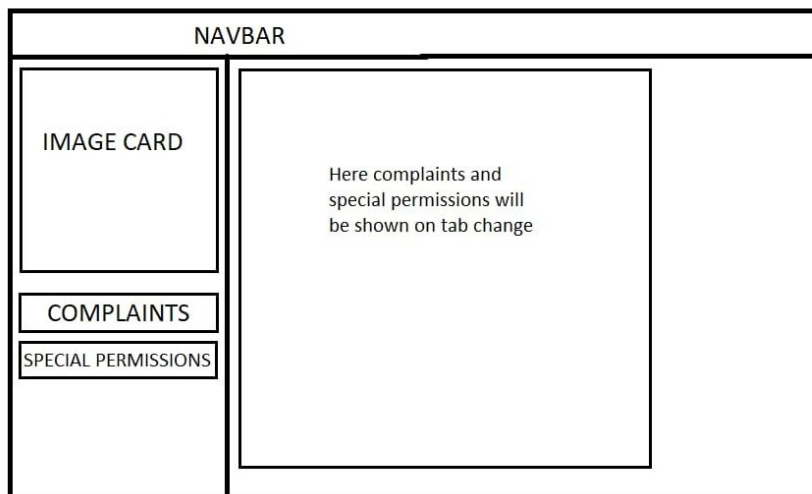 NAVBAR
IMAGE CARD
Here complaints and
special permissions will
be shown on tab change
COMPLAINTS
SPECIAL PERMISSIONS